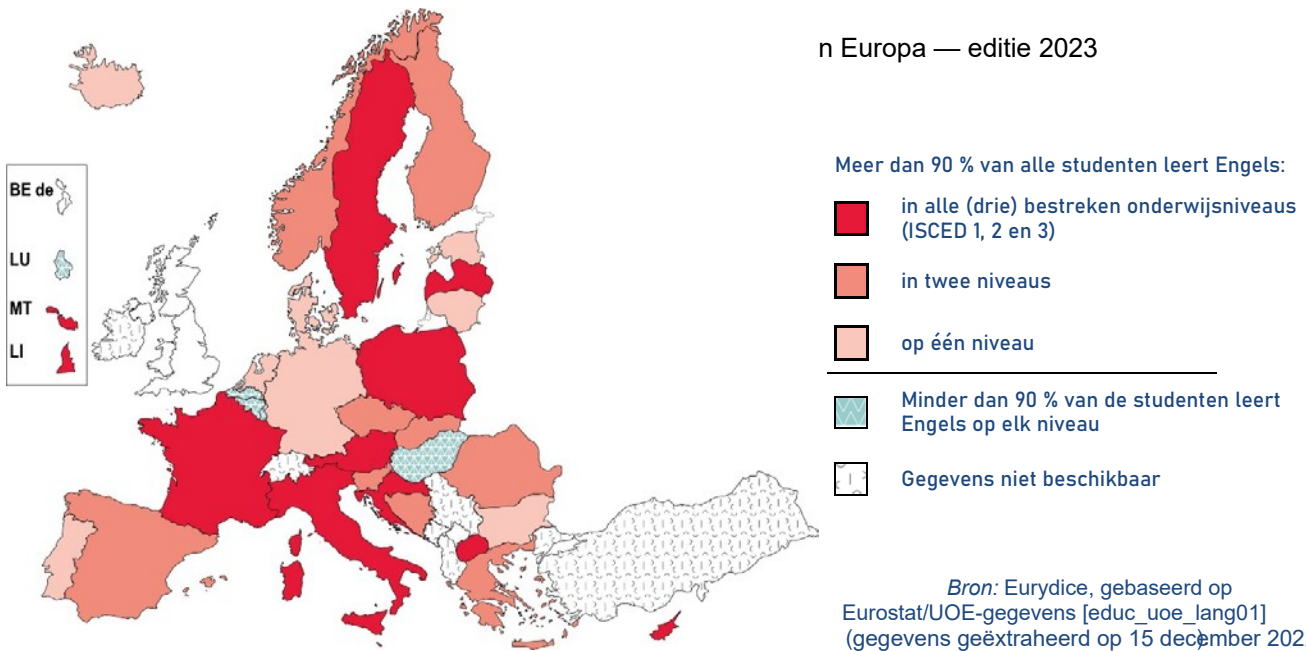 n Europa — editie 2023
BE de
LU
MT
LI
Meer dan 90 % van alle studenten leert Engels:
in alle (drie) bestreken onderwijsniveaus
(ISCED 1, 2 en 3)
in twee niveaus
op één niveau
Minder dan 90 % van de studenten leert
Engels op elk niveau
Gegevens niet beschikbaar
Bron: Eurydice, gebaseerd op
Eurostat/UOE-gegevens [educ_uoe_lang01]
(gegevens geëxtraheerd op 15 december 202